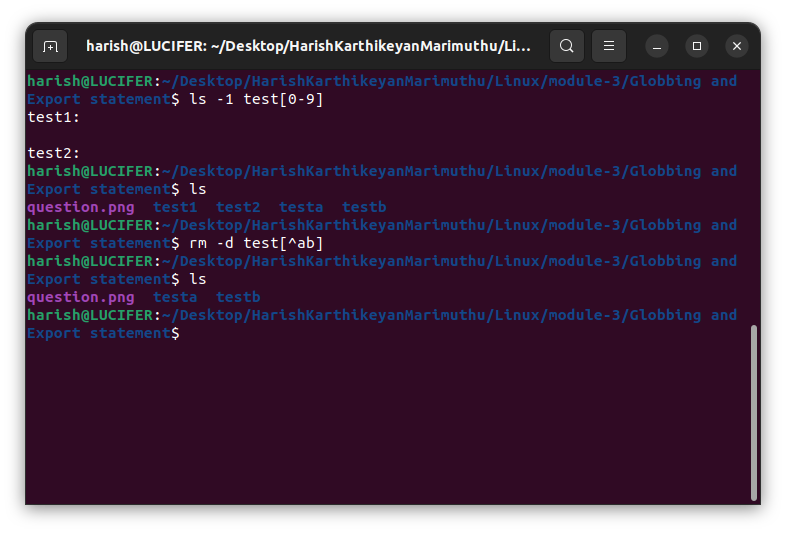 harish@LUCIFER: ~/Desktop/HarishKarthikeyanMarimuthu/Li...
harish@LUCIFER:~/Desktop/HarishKarthikeyanMarimuthu/Linux/module-3/Globbing and
Export statement$ ls -1 test[0-9]
test1:

test2:
harish@LUCIFER:~/Desktop/HarishKarthikeyanMarimuthu/Linux/module-3/Globbing and
Export statement$ ls
question.png  test1  test2  testa  testb
harish@LUCIFER:~/Desktop/HarishKarthikeyanMarimuthu/Linux/module-3/Globbing and
Export statement$ rm -d test[^ab]
harish@LUCIFER:~/Desktop/HarishKarthikeyanMarimuthu/Linux/module-3/Globbing and
Export statement$ ls
question.png  testa  testb
harish@LUCIFER:~/Desktop/HarishKarthikeyanMarimuthu/Linux/module-3/Globbing and
Export statement$